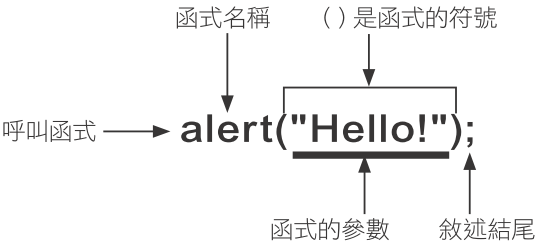 函式名稱
( ) 是函式的符號
呼叫函式
alert("Hello!");
函式的參數
敘述結尾